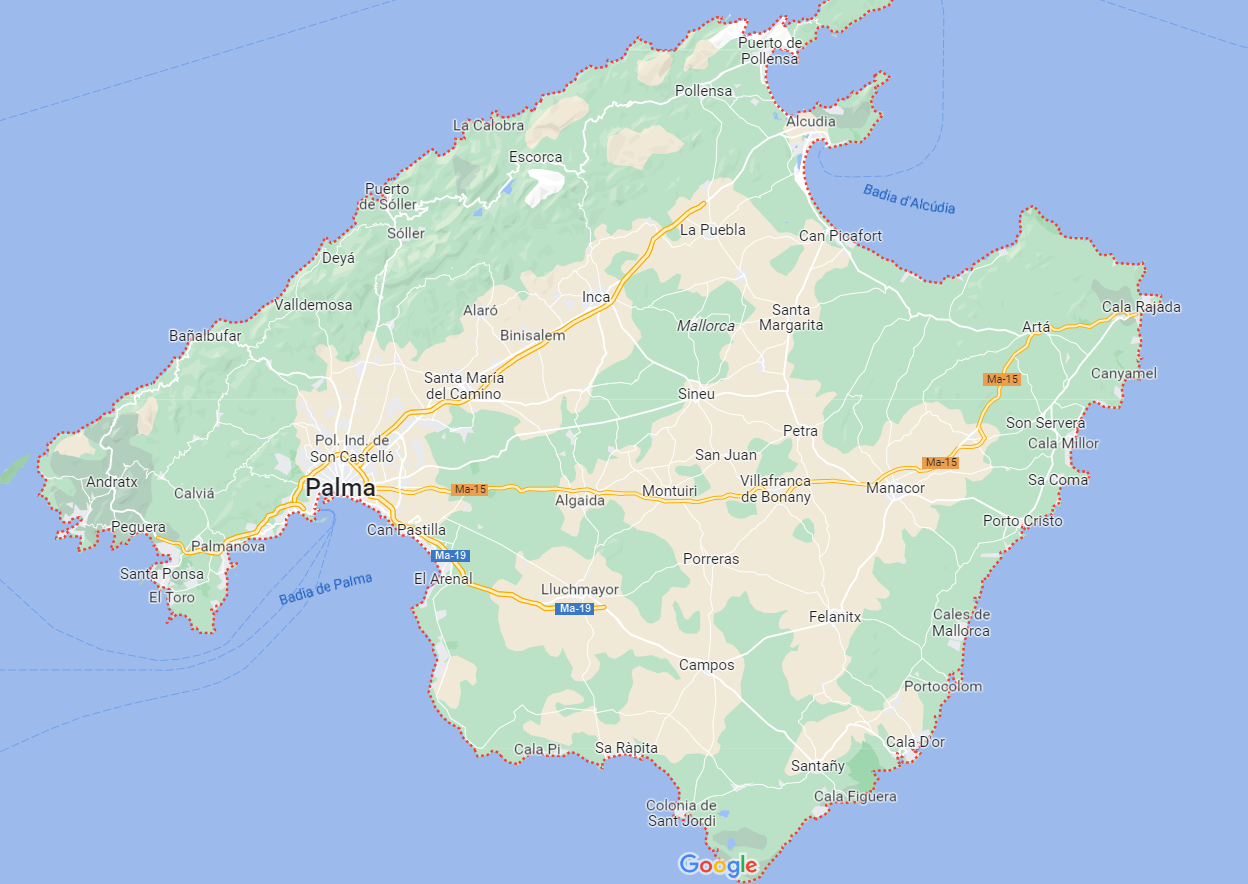 Puerto de
Pollensa
Pollensa
La Calobra
Alcudia
Escorca
Puerto
de Sóller
Badia d'Alcúdia
Sóller
La Puebla
Can Picafort
Deyá
Valldemosa
Inca
Alaró
Santa
Margarita
Cala Rajada
Mallorca
Artá
Bañalbufar
Binisalem
Canyamel
Ma-15
Santa María
del Camino
Sineu
Son Servera
Petra
Pol. Ind. de
Son Castelló
Cala Millor
San Juan
Ma-15
Andratx
Palma
Calviá
Ma-15
Algaida
Montuiri
Villafranca
de Bonany
Manacor
Sa Coma
Peguera
Can Pastilla
Porto Cristo
Palmanova
Ma-19
Porreras
Santa Ponsa
El Arenal
Badia de Palma
El Toro
Lluchmayor
Ma-19
Felanitx
Cales de
Mallorca
Campos
Portocolom
Cala Pi
Sa Ràpita
Cala D'or
Santañy
Cala Figuera
Colonia de
Sant Jordi
Google